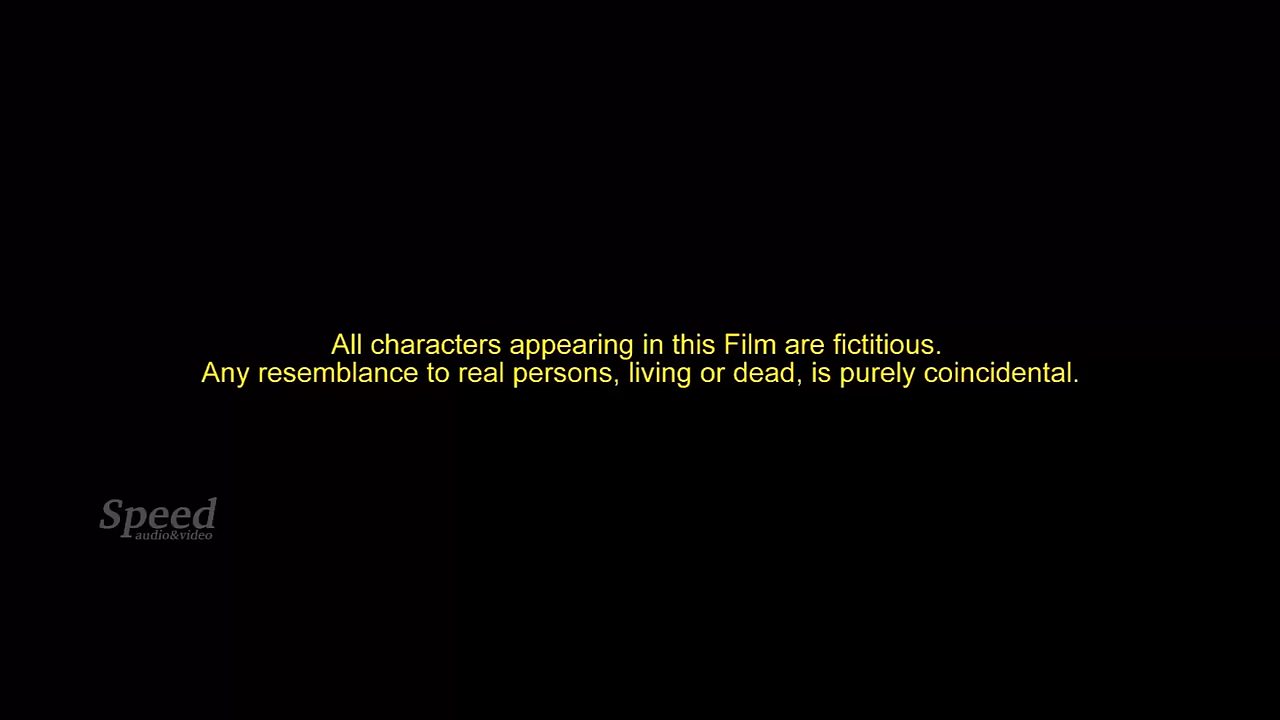 All characters appearing in this Film are fictitious.
Any resemblance to real persons, living or dead, is purely coincidental.
Speed
audio&video